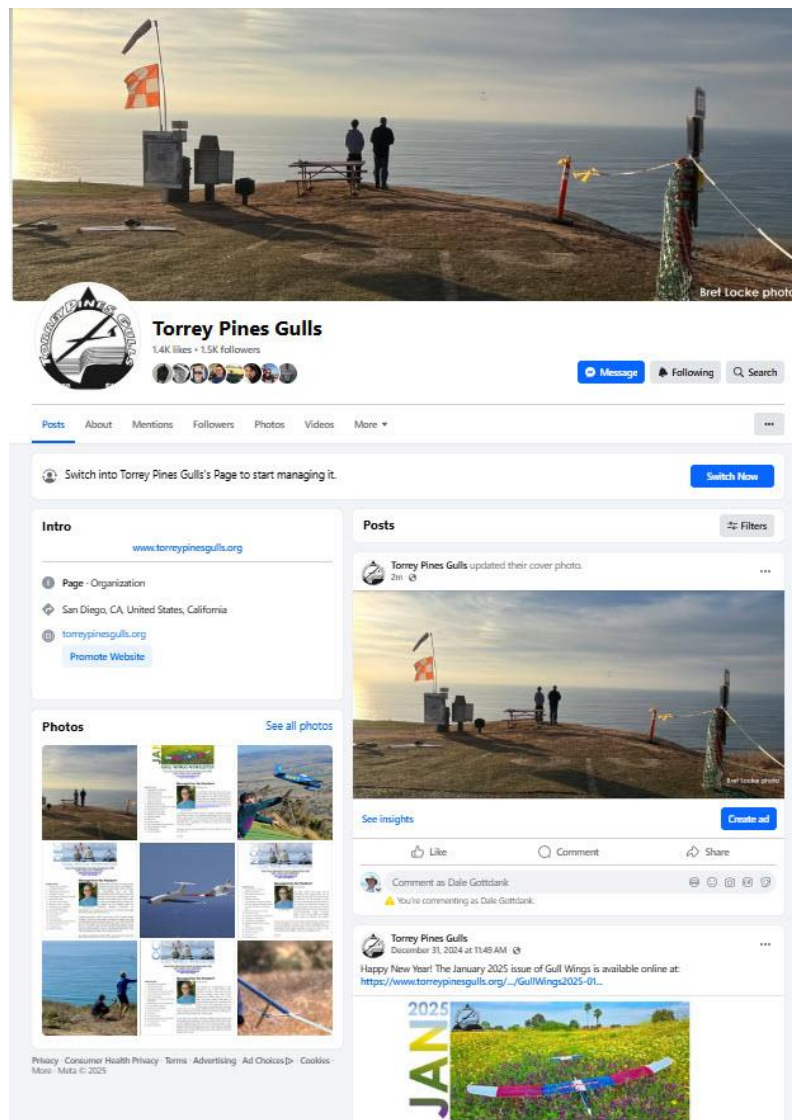 Bret Locke photo
TORREY PINES GULLS
Torrey Pines Gulls
1.4K likes • 1.5K followers
Message
Following
Search
Posts
About
Mentions
Followers
Photos
Videos
More
Switch into Torrey Pines Gulls's Page to start managing it.
Switch Now
Intro
www.torreypinesgulls.org
Page · Organization
San Diego, CA, United States, California
torreypinesgulls.org
Promote Website
Photos
See all photos
JAN
GULL WINGS NEWSLETTER
Privacy · Consumer Health Privacy · Terms · Advertising · Ad Choices · Cookies ·
More · Meta © 2025
Posts
Filters
Torrey Pines Gulls updated their cover photo.
2m
Bret Locke photo
See insights
Create ad
Like
Comment
Share
Comment as Dale Gottdank
You're commenting as Dale Gottdank.
Torrey Pines Gulls
December 31, 2024 at 11:49 AM
Happy New Year! The January 2025 issue of Gull Wings is available online at:
https://www.torreypinesgulls.org/.../GullWings2025-01...
2025
JAN